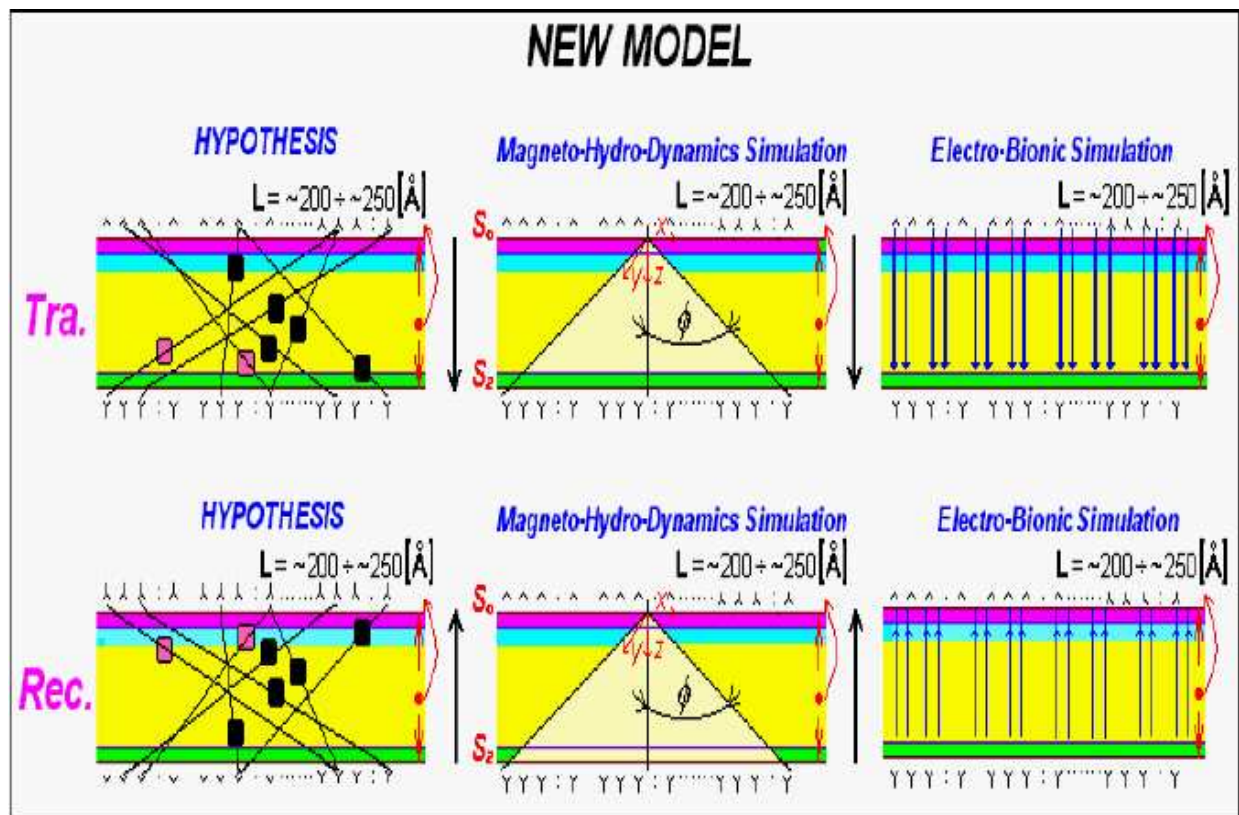 NEW MODEL
HYPOTHESIS
Magneto-Hydro-Dynamics Simulation
Electro-Bionic Simulation
L = ~200 ÷ ~250 [Å]
L = ~200 ÷ ~250 [Å]
L = ~200 ÷ ~250 [Å]
Tra.
S₀
x
y
z
ϕ
S₂
HYPOTHESIS
Magneto-Hydro-Dynamics Simulation
Electro-Bionic Simulation
L = ~200 ÷ ~250 [Å]
L = ~200 ÷ ~250 [Å]
L = ~200 ÷ ~250 [Å]
Rec.
S₀
x
y
z
ϕ
S₂